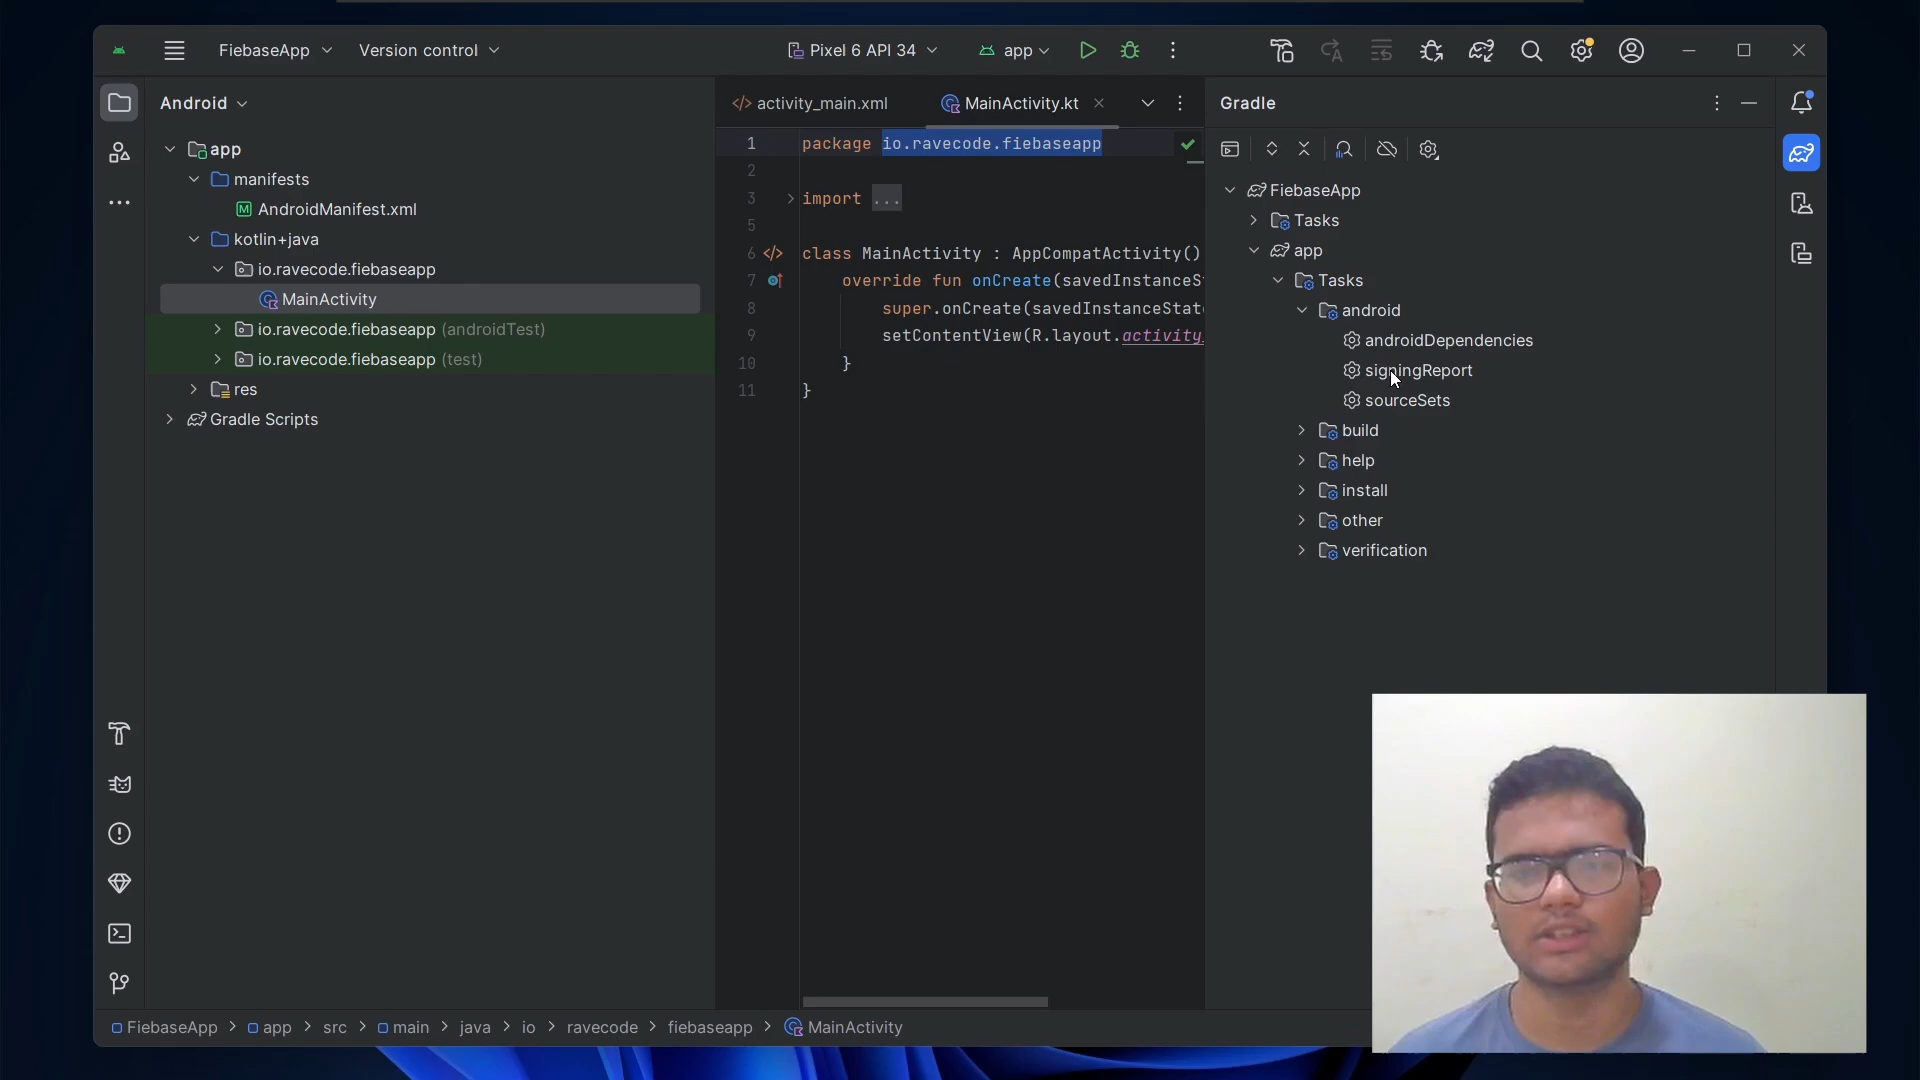 FiebaseApp
Version control
Pixel 6 API 34
app
Android
app
manifests
AndroidManifest.xml
kotlin+java
io.ravecode.fiebaseapp
MainActivity
io.ravecode.fiebaseapp (androidTest)
io.ravecode.fiebaseapp (test)
res
Gradle Scripts
</> activity_main.xml
MainActivity.kt
1 package io.ravecode.fiebaseapp
2
3 import ...
5
6 </> class MainActivity : AppCompatActivity()
7 override fun onCreate(savedInstanceS
8 super.onCreate(savedInstanceStat
9 setContentView(R.layout.activity_
10 }
11 }
Gradle
FiebaseApp
Tasks
app
Tasks
android
androidDependencies
signingReport
sourceSets
build
help
install
other
verification
FiebaseApp > app > src > main > java > io > ravecode > fiebaseapp > MainActivity